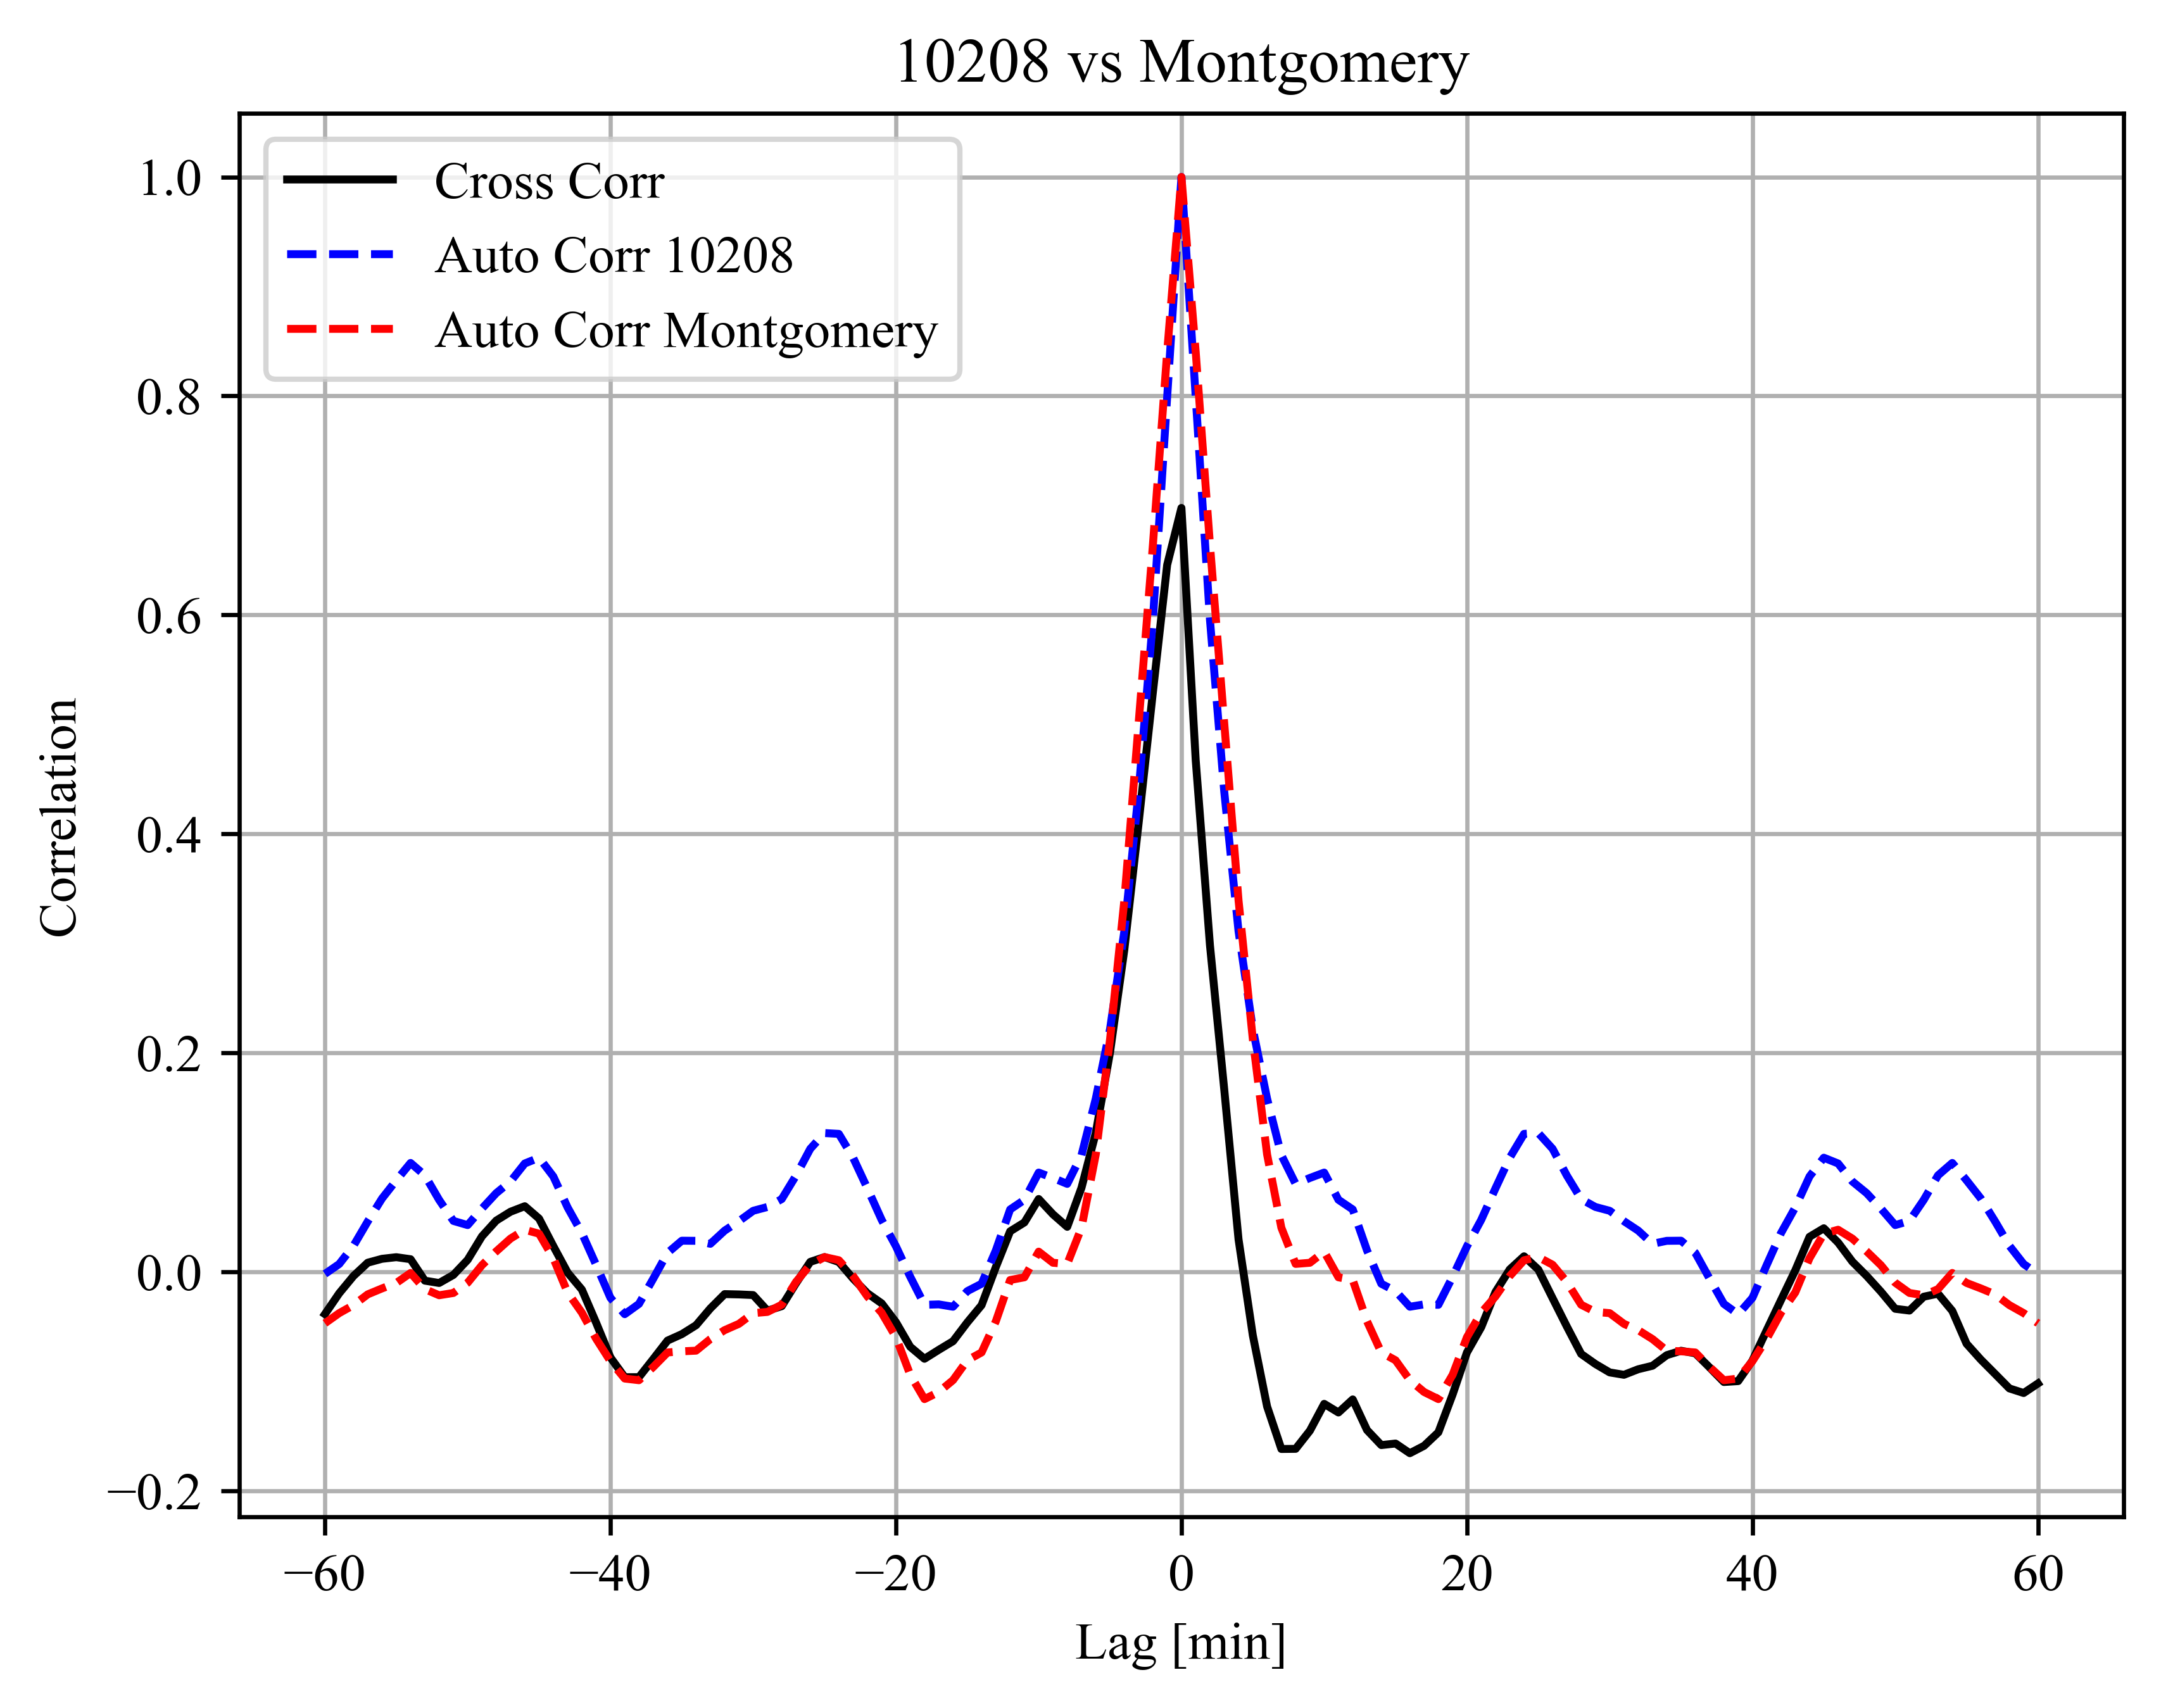 10208 vs Montgomery
Cross Corr
Auto Corr 10208
Auto Corr Montgomery
1.0
0.8
0.6
0.4
0.2
0.0
−0.2
Correlation
−60 −40 −20 0 20 40 60
Lag [min]